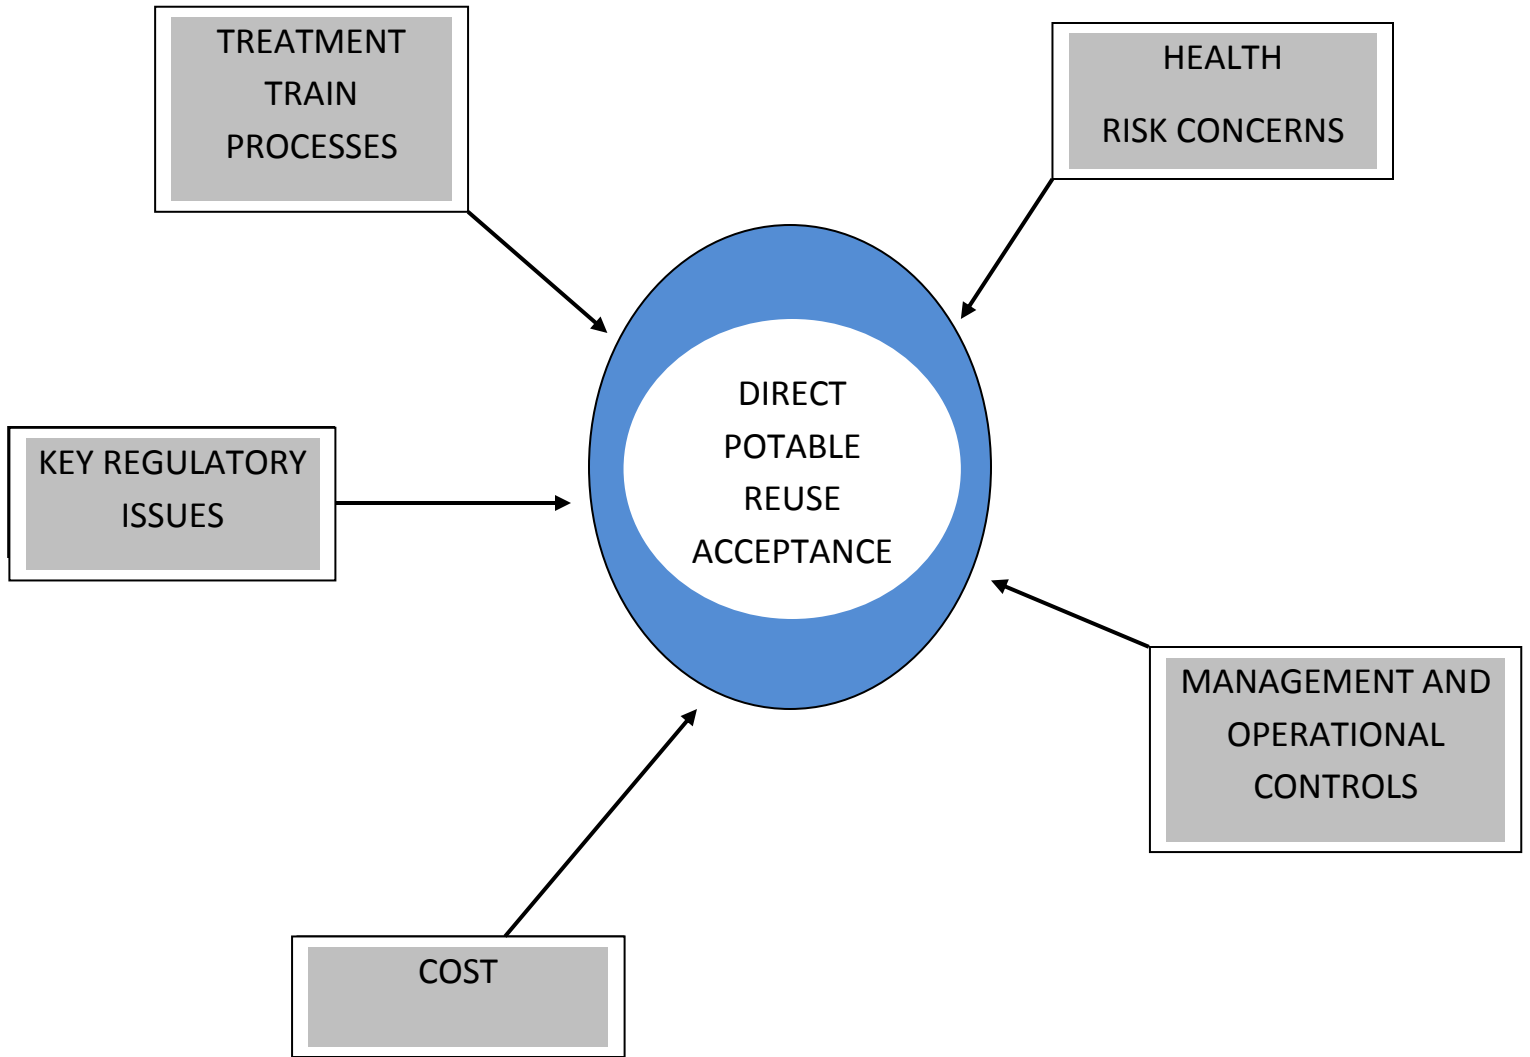 TREATMENT
TRAIN
PROCESSES
HEALTH
RISK CONCERNS
DIRECT
POTABLE
REUSE
ACCEPTANCE
KEY REGULATORY
ISSUES
MANAGEMENT AND
OPERATIONAL
CONTROLS
COST